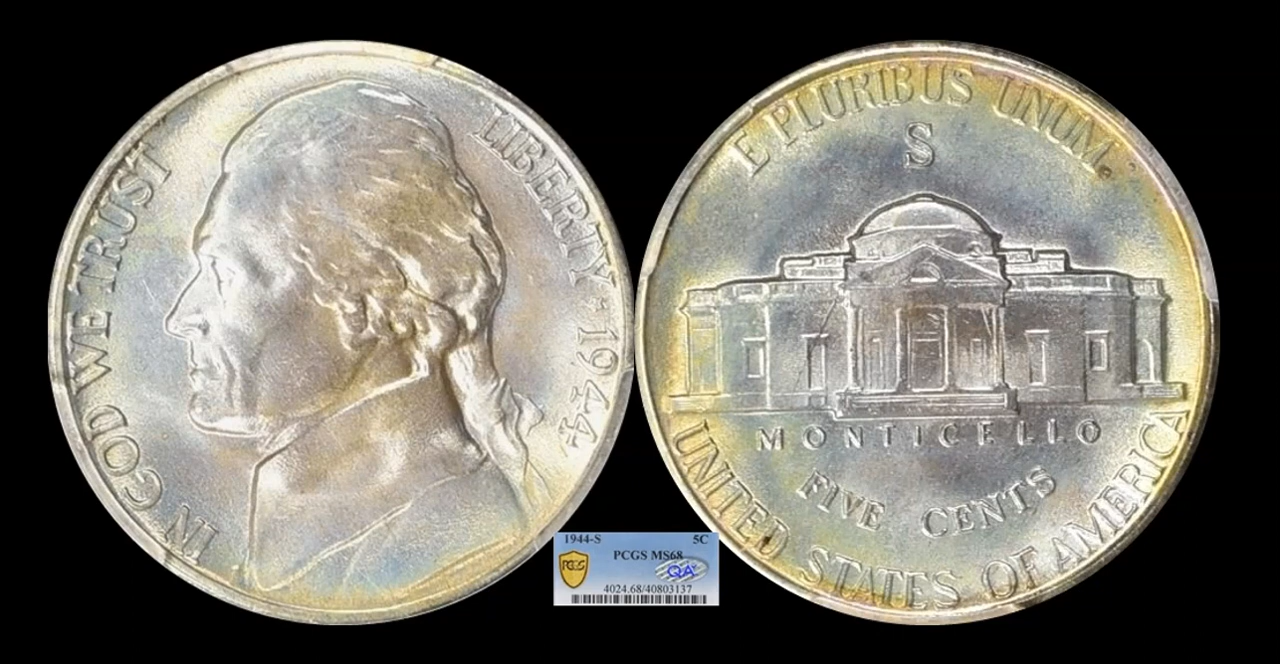 IN GOD WE TRUST
LIBERTY ★ 1944
E PLURIBUS UNUM
S
MONTICELLO
FIVE CENTS
UNITED STATES OF AMERICA
1944-S 5C
PCGS MS68
PCGS QA
4024.68/40803137